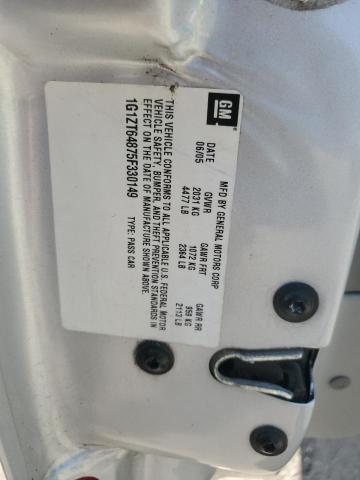 GM
MFD BY GENERAL MOTORS CORP
DATE GVWR GAWR FRT GAWR RR
06/05 2031 KG 1072 KG 959 KG
4477 LB 2364 LB 2113 LB
THIS VEHICLE CONFORMS TO ALL APPLICABLE U.S. FEDERAL MOTOR
VEHICLE SAFETY, BUMPER, AND THEFT PREVENTION STANDARDS IN
EFFECT ON THE DATE OF MANUFACTURE SHOWN ABOVE.
1G1ZT64875F330149 TYPE: PASS CAR